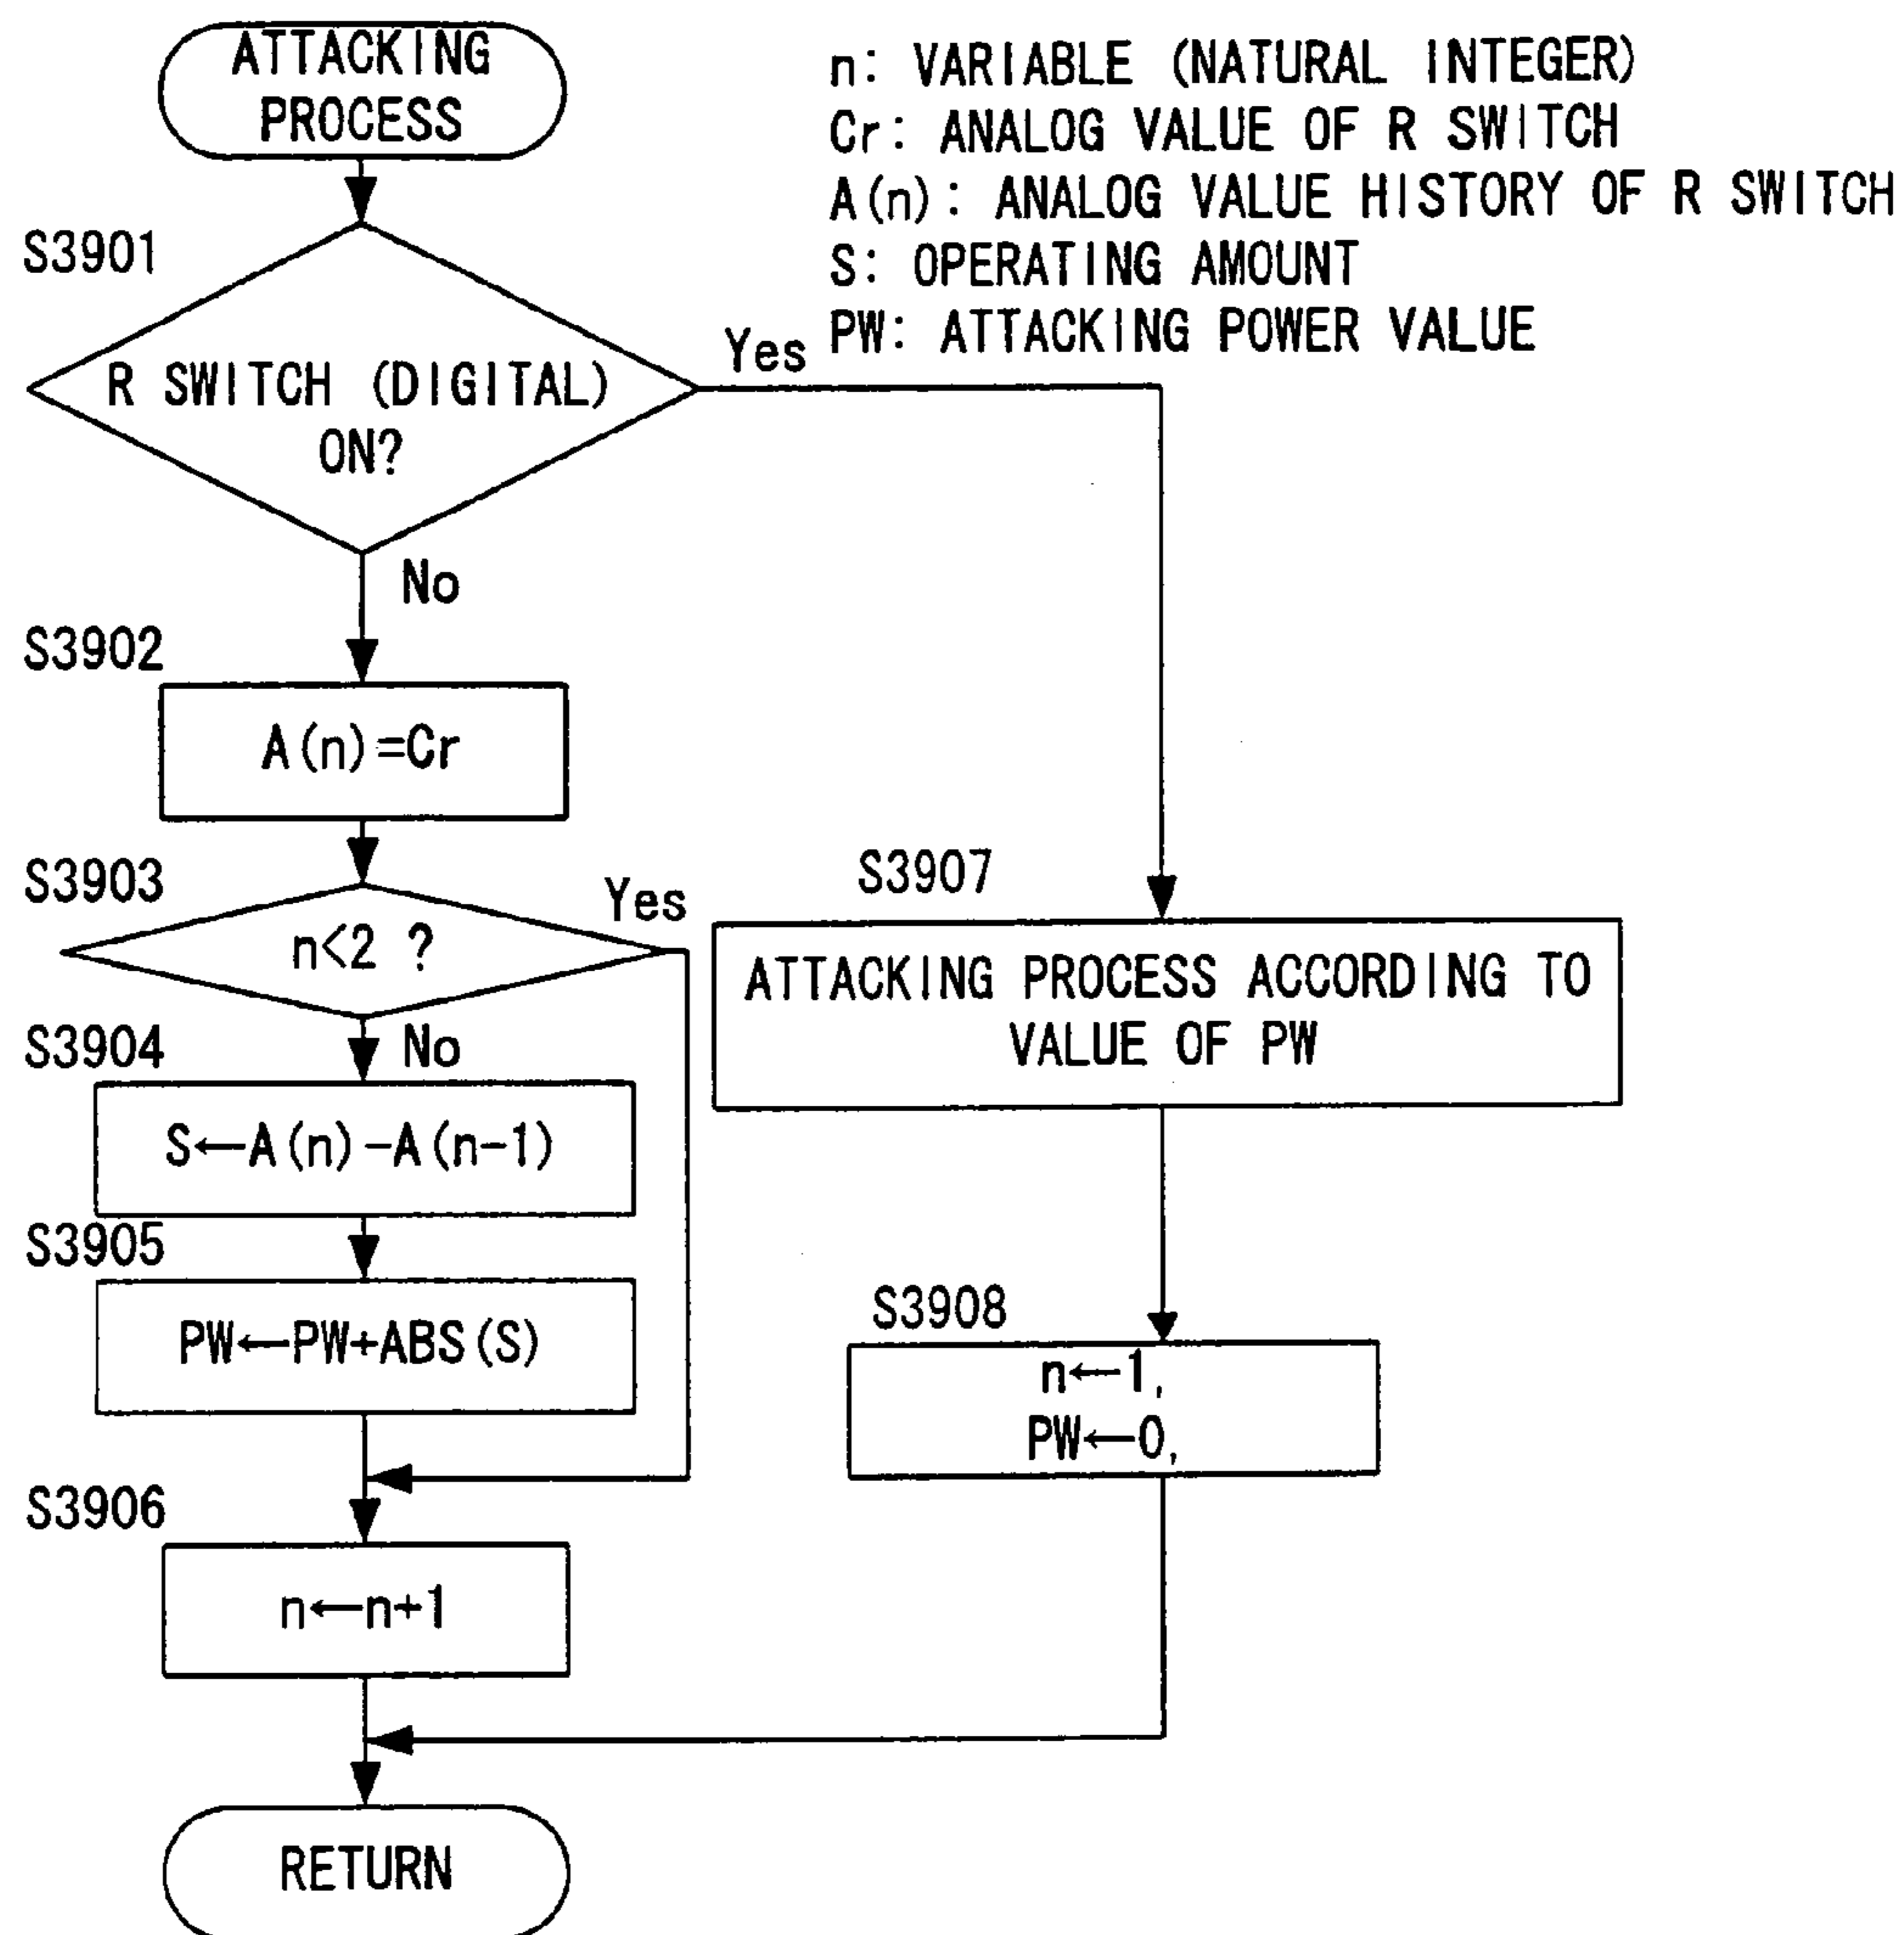 ATTACKING
PROCESS
n: VARIABLE (NATURAL INTEGER)
Cr: ANALOG VALUE OF R SWITCH
A(n): ANALOG VALUE HISTORY OF R SWITCH
S: OPERATING AMOUNT
PW: ATTACKING POWER VALUE
S3901
R SWITCH (DIGITAL)
ON?
Yes
No
S3902
A(n)=Cr
S3903
n<2 ?
Yes
No
S3904
S←A(n)-A(n-1)
S3905
PW←PW+ABS(S)
S3906
n←n+1
S3907
ATTACKING PROCESS ACCORDING TO
VALUE OF PW
S3908
n←1,
PW←0,
RETURN